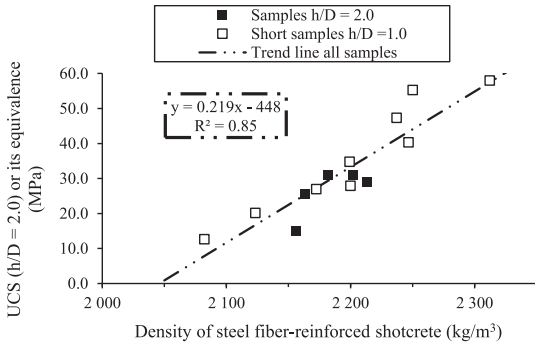 Samples h/D = 2.0
Short samples h/D =1.0
Trend line all samples
UCS (h/D = 2.0) or its equivalence
(MPa)
60.0
50.0
40.0
30.0
20.0
10.0
0.0
y = 0.219x - 448
R² = 0.85
2 000
2 100
2 200
2 300
Density of steel fiber-reinforced shotcrete (kg/m³)